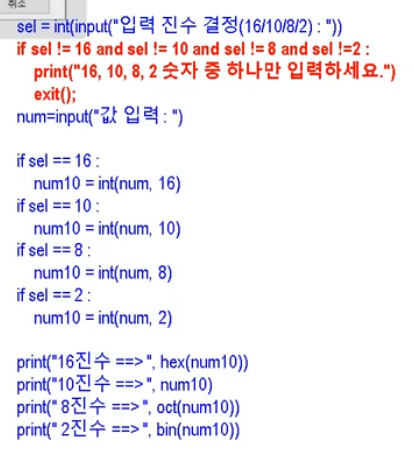 취소
sel = int(input("입력 진수 결정(16/10/8/2) : "))
if sel != 16 and sel != 10 and sel != 8 and sel !=2 :
print("16, 10, 8, 2 숫자 중 하나만 입력하세요.")
exit();
num=input("값 입력 : ")
if sel == 16 :
num10 = int(num, 16)
if sel == 10 :
num10 = int(num, 10)
if sel == 8 :
num10 = int(num, 8)
if sel == 2 :
num10 = int(num, 2)
print("16진수 ==> ", hex(num10))
print("10진수 ==> ", num10)
print(" 8진수 ==> ", oct(num10))
print(" 2진수 ==> ", bin(num10))